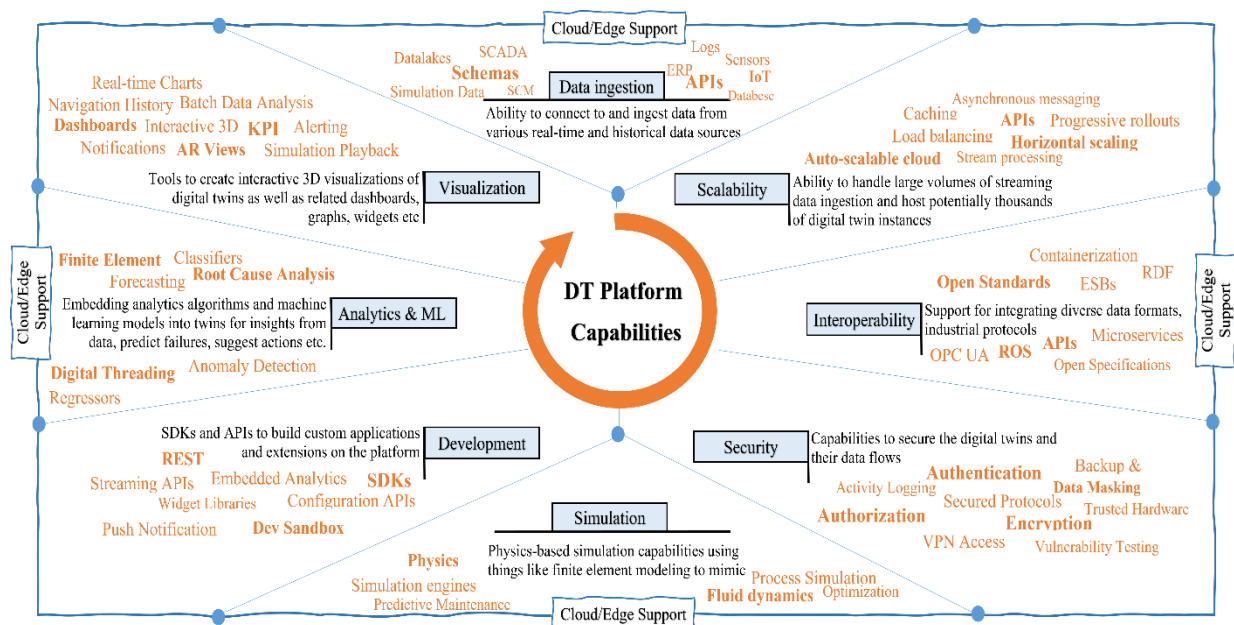 Cloud/Edge Support
Datalakes
SCADA
Schemas
Simulation Data
SCM
Data ingestion
Logs
Sensors
ERP
IoT
APIs
Database
Ability to connect to and ingest data from
various real-time and historical data sources
Real-time Charts
Navigation History
Batch Data Analysis
Dashboards
Interactive 3D
KPI
Alerting
Notifications
AR Views
Simulation Playback
Tools to create interactive 3D visualizations of
digital twins as well as related dashboards,
graphs, widgets etc
Visualization
Asynchronous messaging
Caching
APIs
Progressive rollouts
Load balancing
Horizontal scaling
Auto-scalable cloud
Stream processing
Scalability
Ability to handle large volumes of streaming
data ingestion and host potentially thousands
of digital twin instances
Cloud/Edge
Support
Finite Element
Classifiers
Forecasting
Root Cause Analysis
Embedding analytics algorithms and machine
learning models into twins for insights from
data, predict failures, suggest actions etc.
Analytics & ML
Digital Threading
Anomaly Detection
Regressors
DT Platform
Capabilities
Containerization
RDF
Open Standards
ESBs
Interoperability
Support for integrating diverse data formats,
industrial protocols
Microservices
APIs
OPC UA
ROS
Open Specifications
Cloud/Edge
Support
SDKs and APIs to build custom applications
and extensions on the platform
Development
REST
Streaming APIs
Embedded Analytics
SDKs
Widget Libraries
Configuration APIs
Push Notification
Dev Sandbox
Security
Capabilities to secure the digital twins and
their data flows
Authentication
Backup &
Activity Logging
Data Masking
Secured Protocols
Trusted Hardware
Authorization
Encryption
VPN Access
Vulnerability Testing
Simulation
Physics-based simulation capabilities using
things like finite element modeling to mimic
Physics
Simulation engines
Predictive Maintenance
Process Simulation
Fluid dynamics
Optimization
Cloud/Edge Support